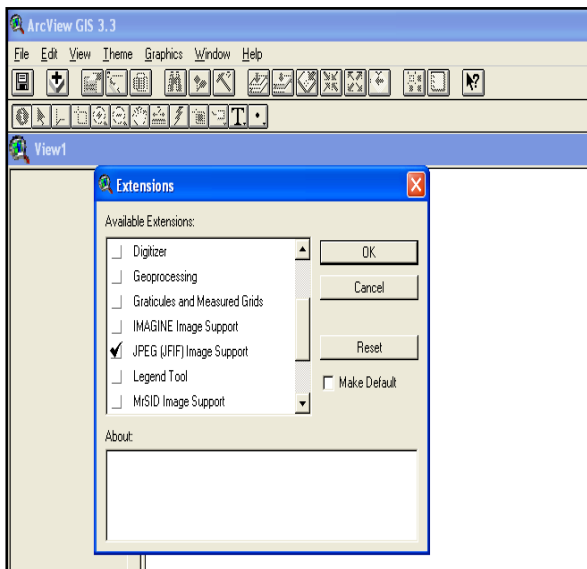 ArcView GIS 3.3
File Edit View Theme Graphics Window Help
T
View1
Extensions
Available Extensions:
Digitizer
Geoprocessing
Graticules and Measured Grids
IMAGINE Image Support
JPEG (JFIF) Image Support
Legend Tool
MrSID Image Support
OK
Cancel
Reset
Make Default
About: